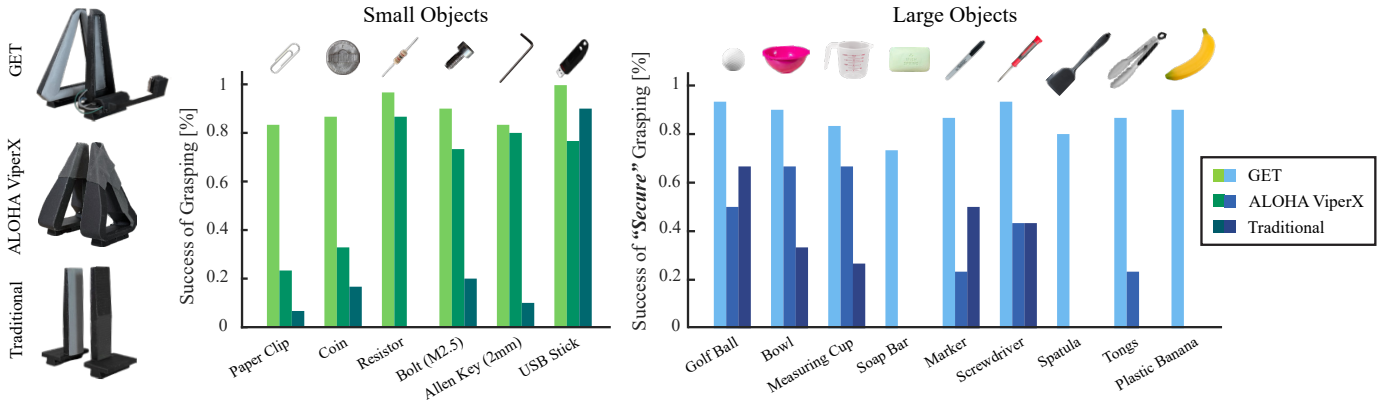 GET
ALOHA ViperX
Traditional
Small Objects
Success of Grasping [%]
1
0.8
0.6
0.4
0.2
0
Paper Clip
Coin
Resistor
Bolt (M2.5)
Allen Key (2mm)
USB Stick
Large Objects
Success of “Secure” Grasping [%]
1
0.8
0.6
0.4
0.2
0
Golf Ball
Bowl
Measuring Cup
Soap Bar
Marker
Screwdriver
Spatula
Tongs
Plastic Banana
GET
ALOHA ViperX
Traditional